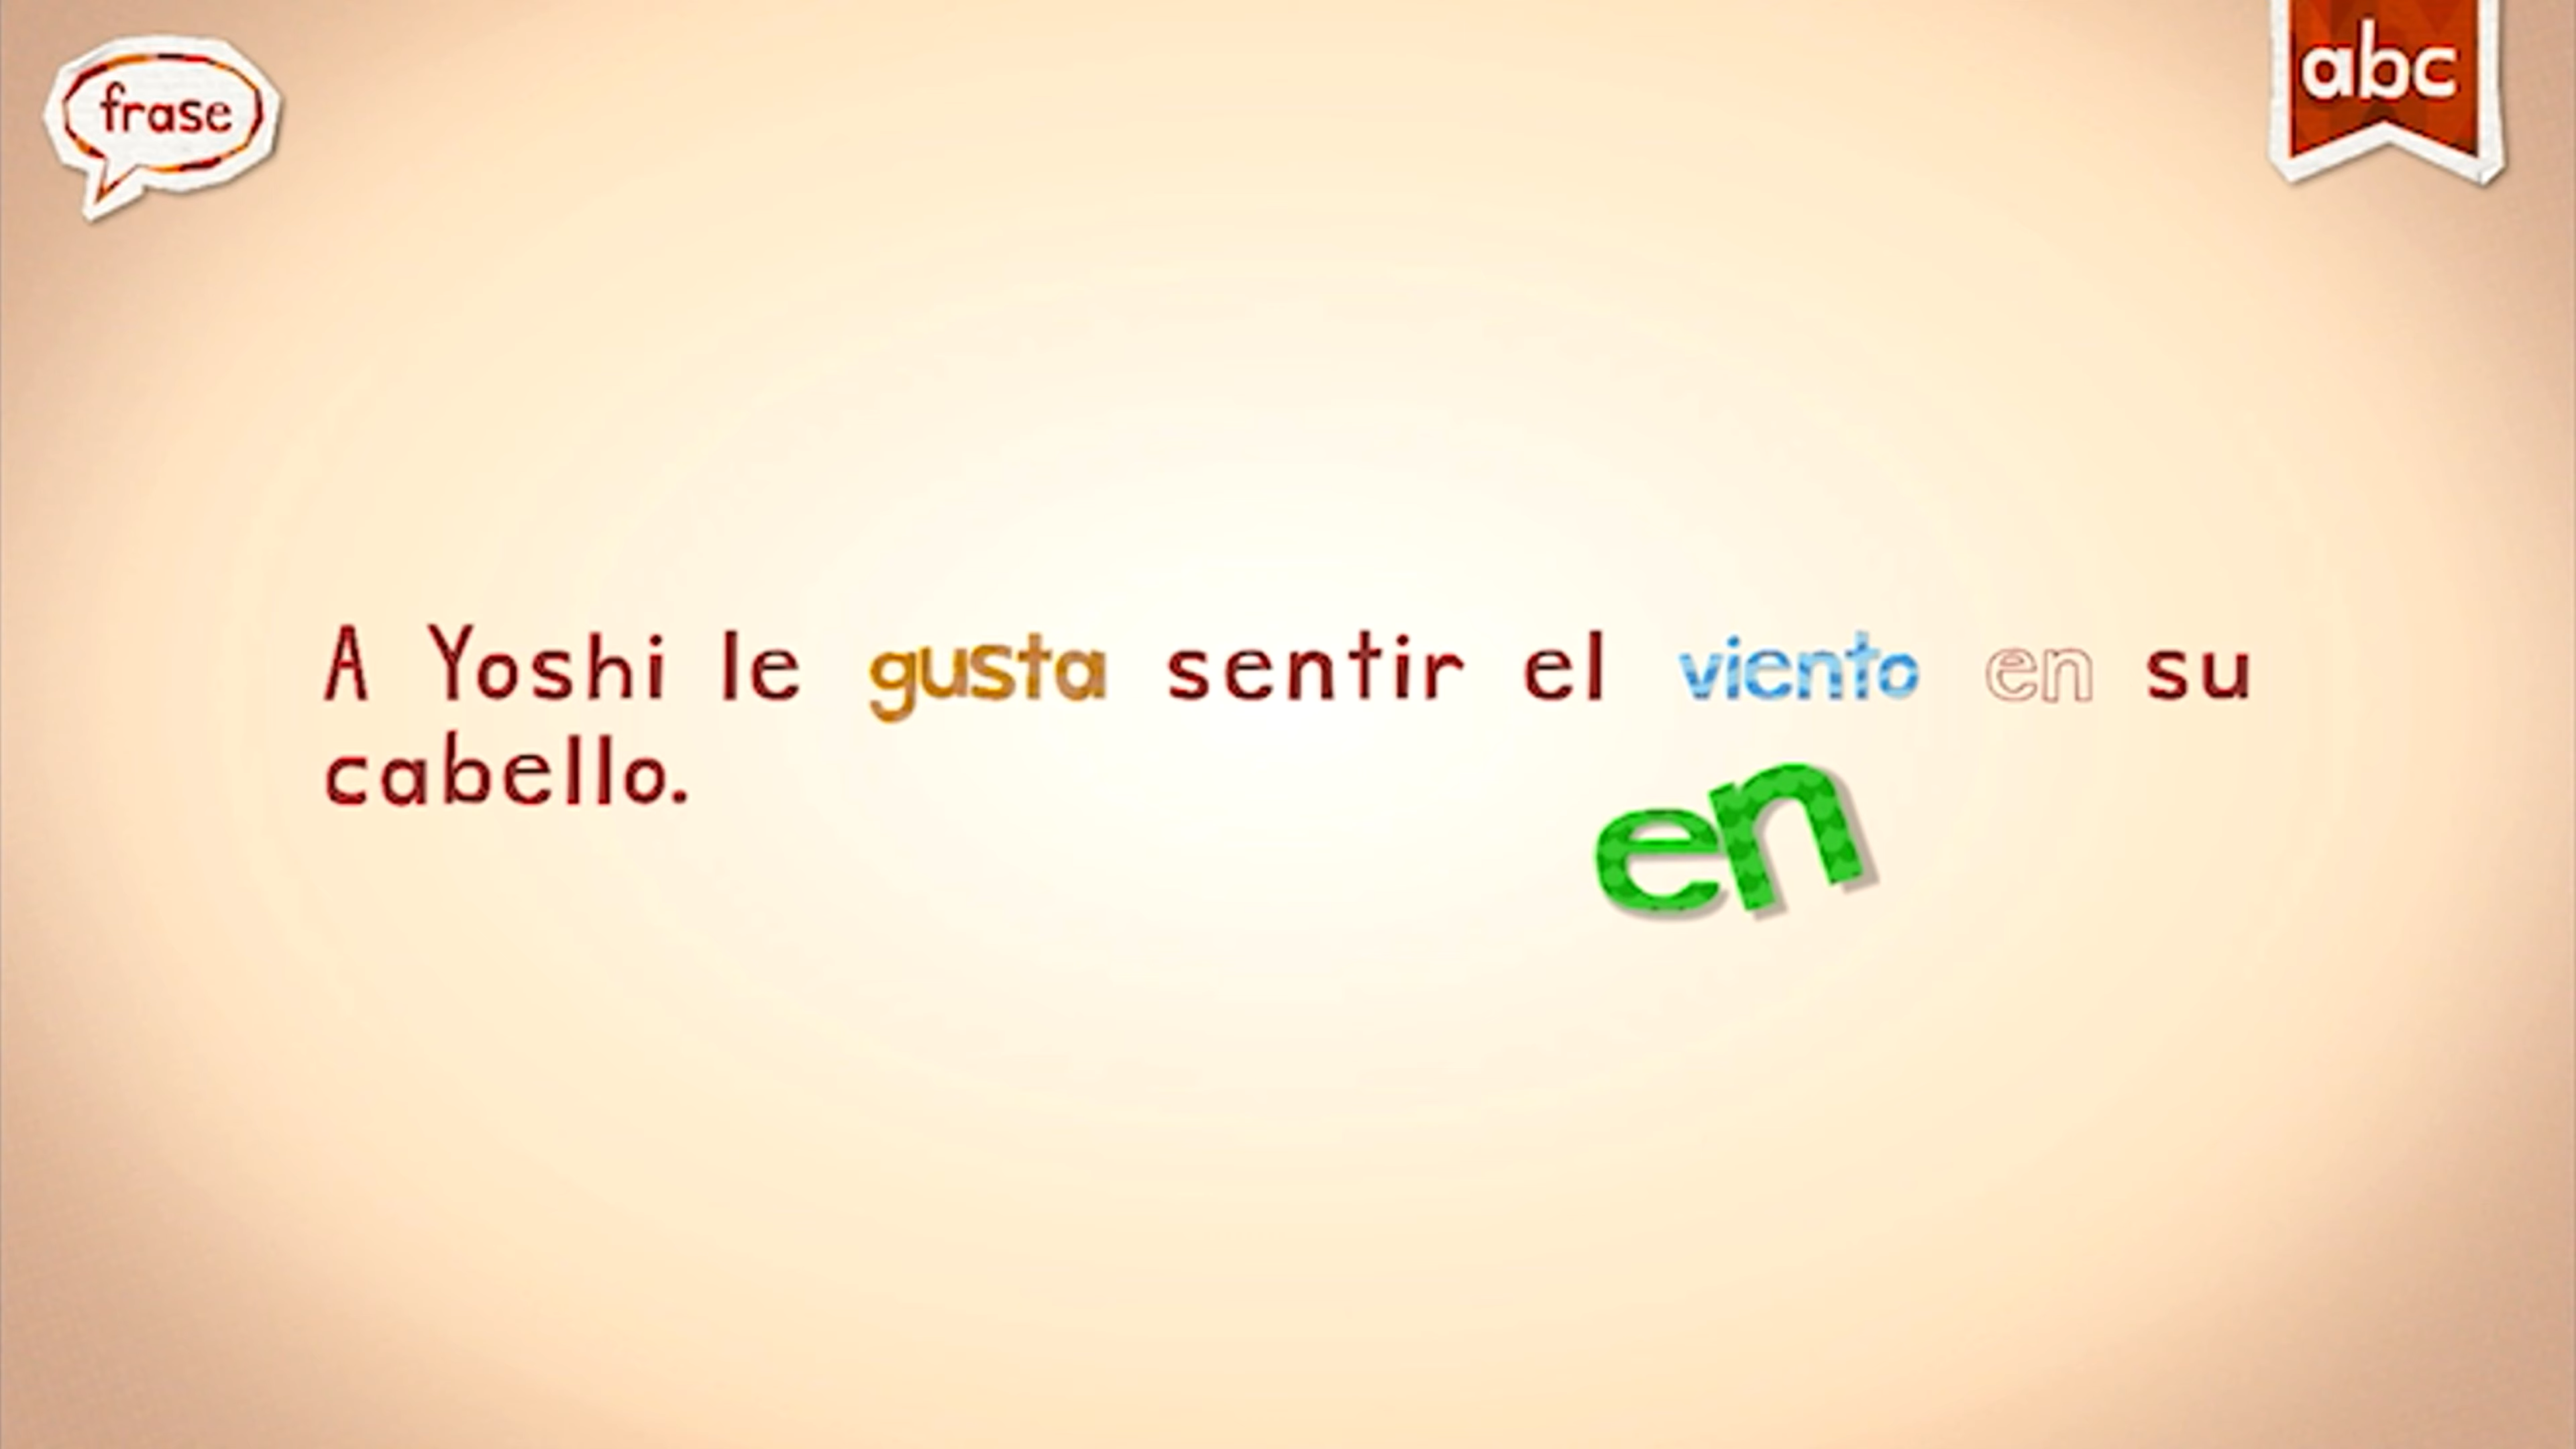 frase
abc
A Yoshi le gusta sentir el viento en su
cabello.
en